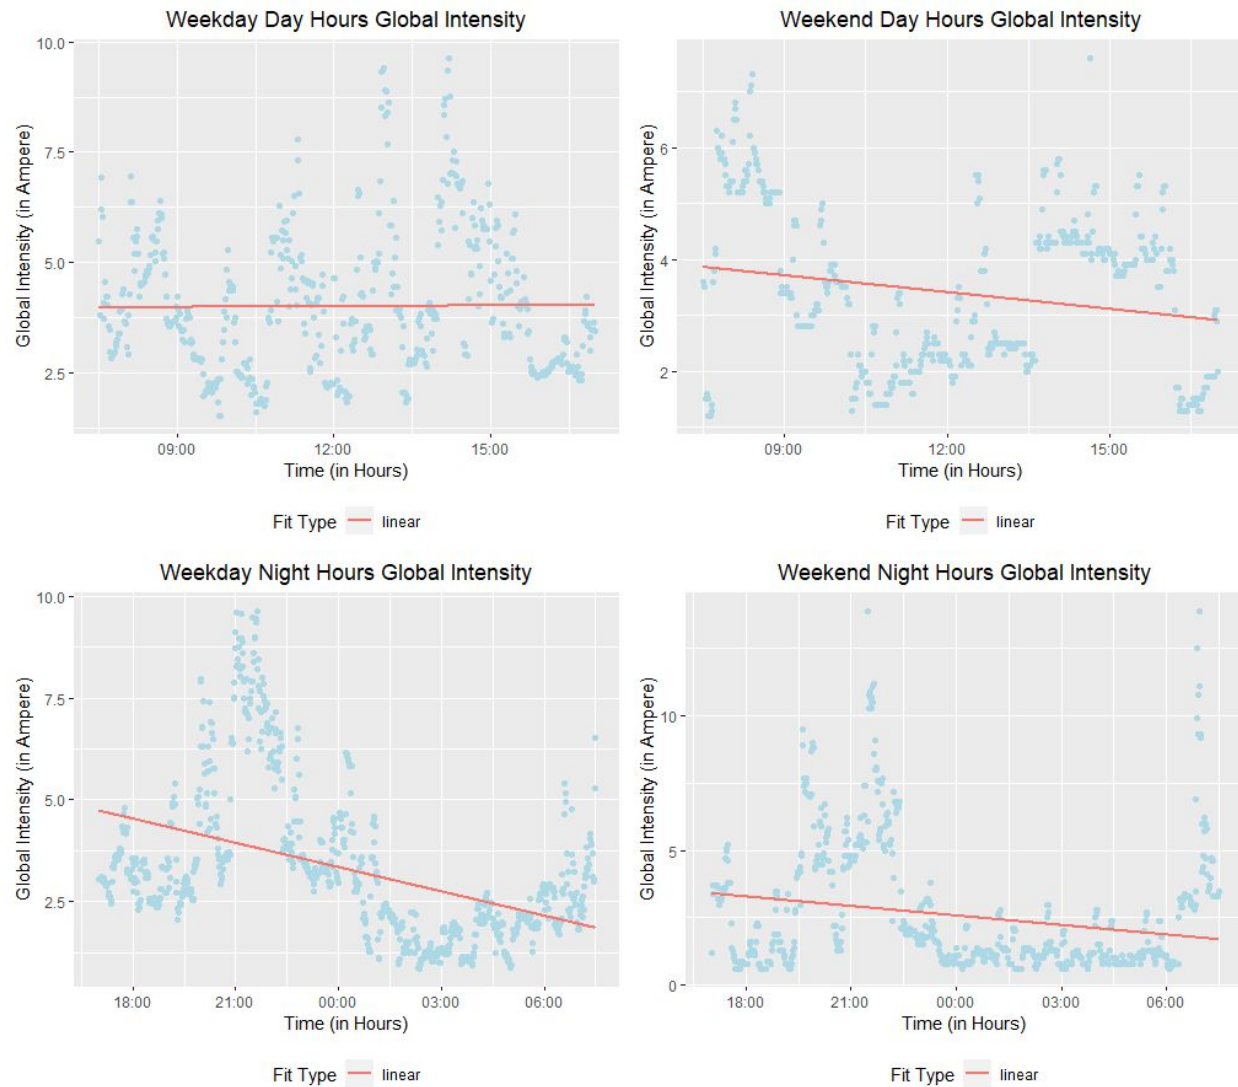 Weekday Day Hours Global Intensity
Global Intensity (in Ampere)
10.0
7.5
5.0
2.5
09:00 12:00 15:00
Time (in Hours)
Fit Type linear
Weekend Day Hours Global Intensity
Global Intensity (in Ampere)
6
4
2
09:00 12:00 15:00
Time (in Hours)
Fit Type linear
Weekday Night Hours Global Intensity
Global Intensity (in Ampere)
10.0
7.5
5.0
2.5
18:00 21:00 00:00 03:00 06:00
Time (in Hours)
Fit Type linear
Weekend Night Hours Global Intensity
Global Intensity (in Ampere)
10
5
0
18:00 21:00 00:00 03:00 06:00
Time (in Hours)
Fit Type linear